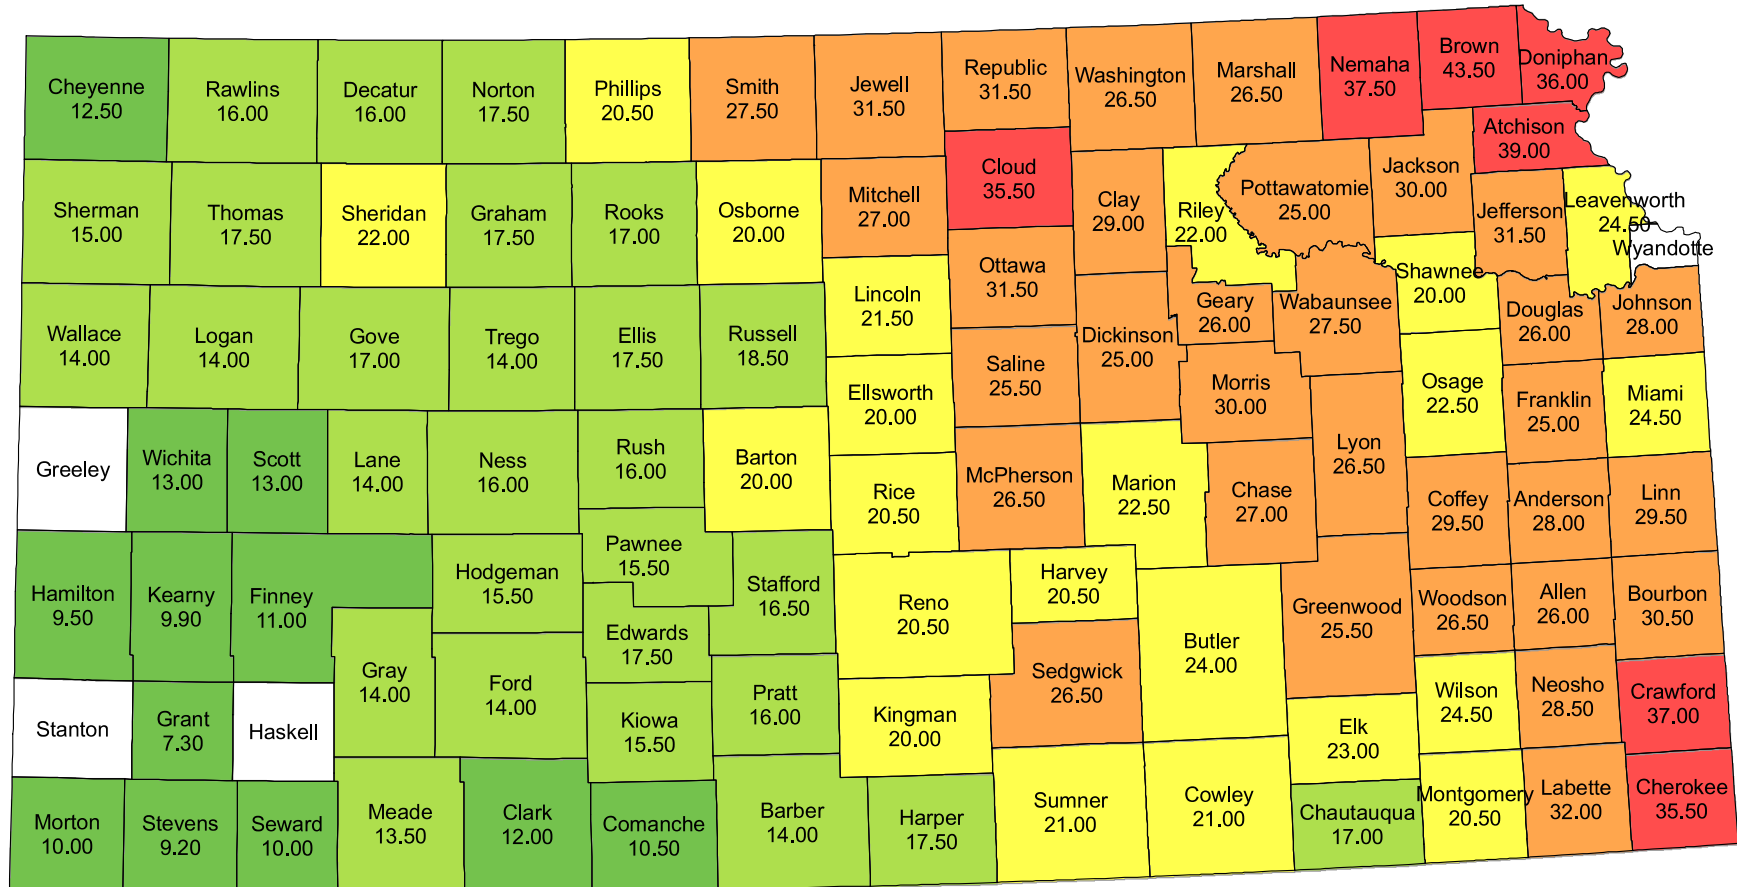 Cheyenne
12.50
Rawlins
16.00
Decatur
16.00
Norton
17.50
Phillips
20.50
Smith
27.50
Jewell
31.50
Republic
31.50
Washington
26.50
Marshall
26.50
Nemaha
37.50
Brown
43.50
Doniphan
36.00
Atchison
39.00
Sherman
15.00
Thomas
17.50
Sheridan
22.00
Graham
17.50
Rooks
17.00
Osborne
20.00
Mitchell
27.00
Cloud
35.50
Clay
29.00
Riley
22.00
Pottawatomie
25.00
Jackson
30.00
Jefferson
31.50
Leavenworth
24.50
Wyandotte
Wallace
14.00
Logan
14.00
Gove
17.00
Trego
14.00
Ellis
17.50
Russell
18.50
Lincoln
21.50
Ottawa
31.50
Dickinson
25.00
Geary
26.00
Wabaunsee
27.50
Shawnee
20.00
Douglas
26.00
Johnson
28.00
Ellsworth
20.00
Saline
25.50
Morris
30.00
Osage
22.50
Franklin
25.00
Miami
24.50
Greeley
Wichita
13.00
Scott
13.00
Lane
14.00
Ness
16.00
Rush
16.00
Barton
20.00
Rice
20.50
McPherson
26.50
Marion
22.50
Chase
27.00
Lyon
26.50
Coffey
29.50
Anderson
28.00
Linn
29.50
Hamilton
9.50
Kearny
9.90
Finney
11.00
Hodgeman
15.50
Pawnee
15.50
Stafford
16.50
Edwards
17.50
Reno
20.50
Harvey
20.50
Butler
24.00
Greenwood
25.50
Woodson
26.50
Allen
26.00
Bourbon
30.50
Gray
14.00
Ford
14.00
Kiowa
15.50
Pratt
16.00
Kingman
20.00
Sedgwick
26.50
Elk
23.00
Wilson
24.50
Neosho
28.50
Crawford
37.00
Stanton
Grant
7.30
Haskell
Morton
10.00
Stevens
9.20
Seward
10.00
Meade
13.50
Clark
12.00
Comanche
10.50
Barber
14.00
Harper
17.50
Sumner
21.00
Cowley
21.00
Chautauqua
17.00
Montgomery
20.50
Labette
32.00
Cherokee
35.50